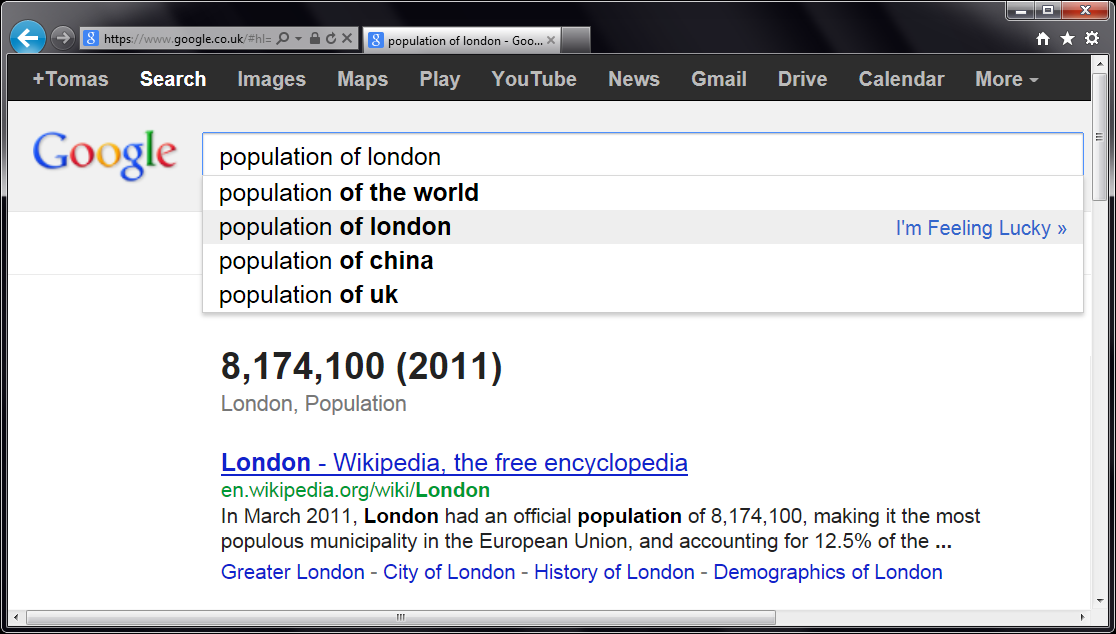 https://www.google.co.uk/#hl=
population of london - Goo...
+Tomas Search Images Maps Play YouTube News Gmail Drive Calendar More
Google
population of london
population of the world
population of london I'm Feeling Lucky »
population of china
population of uk
8,174,100 (2011)
London, Population
London - Wikipedia, the free encyclopedia
en.wikipedia.org/wiki/London
In March 2011, London had an official population of 8,174,100, making it the most
populous municipality in the European Union, and accounting for 12.5% of the ...
Greater London - City of London - History of London - Demographics of London